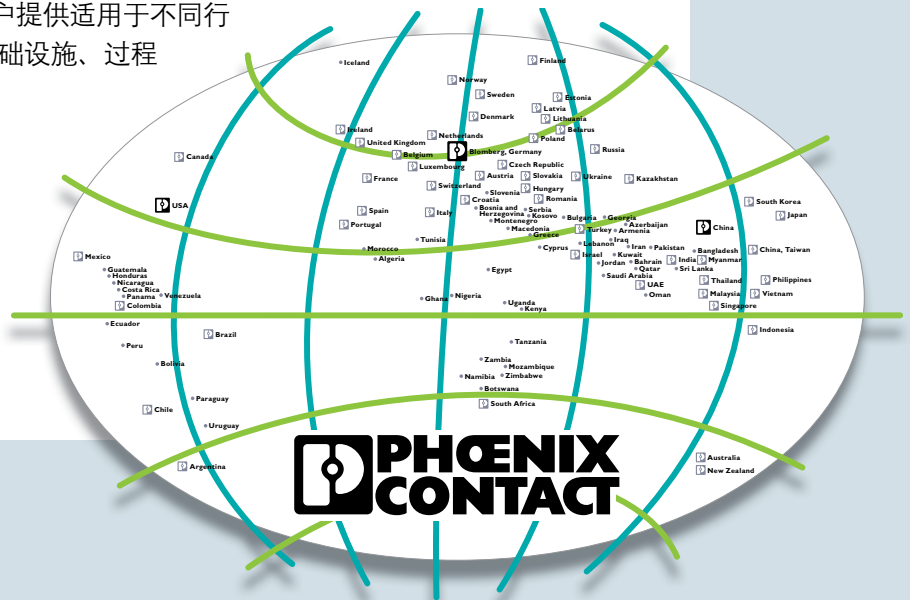 户提供适用于不同行
础设施、过程
Iceland
Finland
Norway
Sweden
Estonia
Latvia
Lithuania
Denmark
Belarus
Ireland
Netherlands
Poland
United Kingdom
Blomberg, Germany
Russia
Belgium
Canada
Czech Republic
Luxembourg
Austria
Slovakia
Ukraine
Kazakhstan
France
Switzerland
Slovenia
Hungary
Croatia
Romania
USA
South Korea
Japan
Spain
Italy
Bosnia and
Herzegovina
Serbia
Kosovo
Montenegro
Bulgaria
Georgia
Portugal
Macedonia
Turkey
Armenia
Azerbaijan
China
Greece
Tunisia
Morocco
Algeria
Cyprus
Lebanon
Iraq
Iran
Pakistan
Bangladesh
China, Taiwan
Israel
Kuwait
India
Myanmar
Jordan
Bahrain
Mexico
Egypt
Qatar
Sri Lanka
Saudi Arabia
Guatemala
Honduras
Nicaragua
Costa Rica
Panama
Venezuela
Colombia
UAE
Oman
Thailand
Philippines
Malaysia
Vietnam
Singapore
Ghana
Nigeria
Uganda
Kenya
Ecuador
Brazil
Indonesia
Peru
Tanzania
Bolivia
Zambia
Mozambique
Namibia
Zimbabwe
Botswana
Paraguay
Chile
South Africa
Uruguay
Argentina
Australia
New Zealand
PHŒNIX
CONTACT